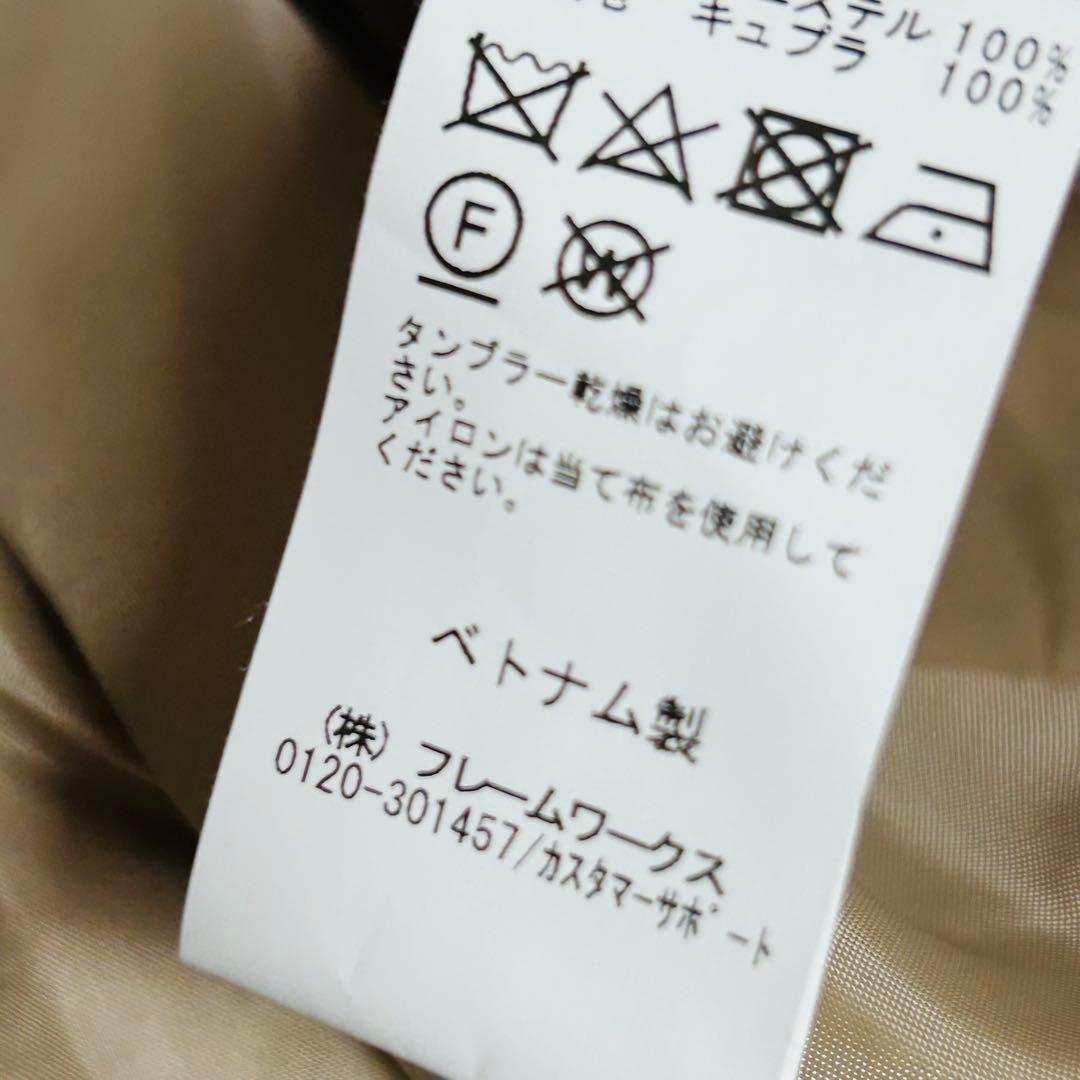 ステル 100%
キュプラ 100%
F
W
タンブラー乾燥はお避けくだ
さい。
アイロンは当て布を使用して
ください。
ベトナム製
(株) フレームワークス
0120-301457/カスタマーサポート